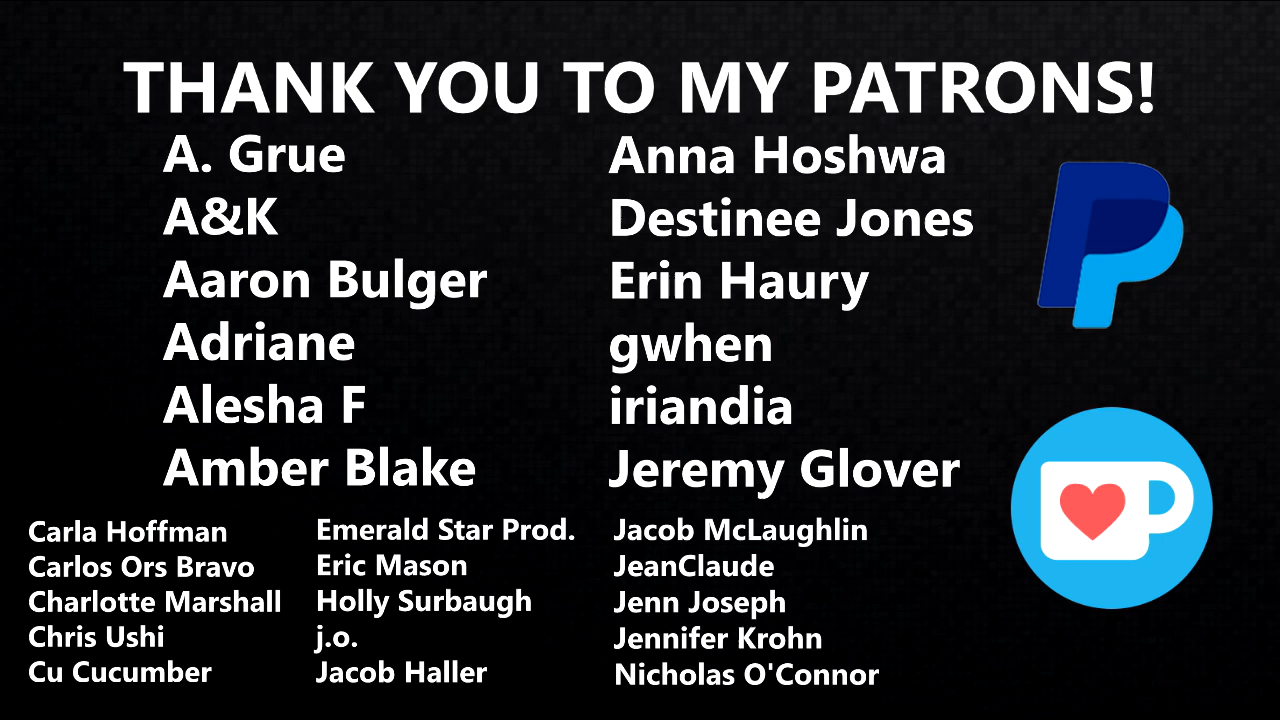 THANK YOU TO MY PATRONS!
A. Grue
A&K
Aaron Bulger
Adriane
Alesha F
Amber Blake
Anna Hoshwa
Destinee Jones
Erin Haury
gwhen
iriandia
Jeremy Glover
Carla Hoffman
Carlos Ors Bravo
Charlotte Marshall
Chris Ushi
Cu Cucumber
Emerald Star Prod.
Eric Mason
Holly Surbaugh
j.o.
Jacob Haller
Jacob McLaughlin
JeanClaude
Jenn Joseph
Jennifer Krohn
Nicholas O'Connor